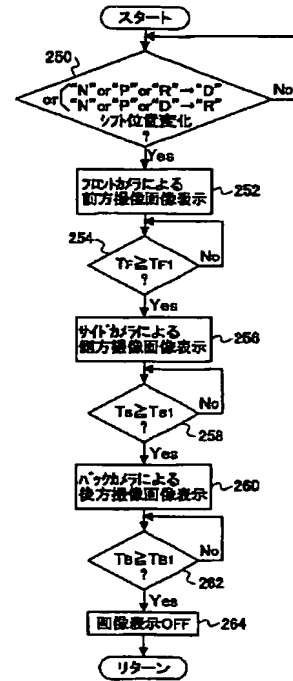 スタート
250
"N"or"P"or"R"→"D"
or "N"or"P"or"D"→"R"
シフト位置変化
?
No
Yes
フロントカメラによる
前方撮像画像表示
252
254
TF≧TF1
?
No
Yes
サイドカメラによる
側方撮像画像表示
256
TS≧TS1
?
No
258
Yes
バックカメラによる
後方撮像画像表示
260
TB≧TB1
?
No
262
Yes
画像表示OFF
264
リターン